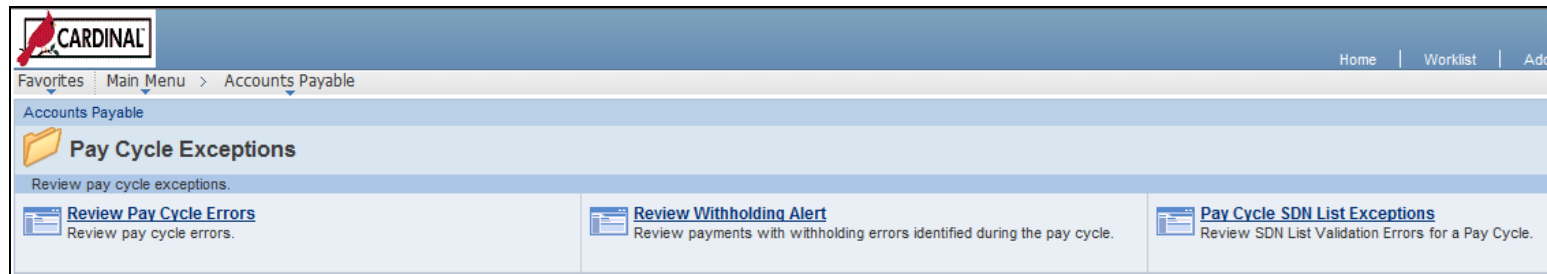 CARDINAL
Home | Worklist |
Favorites Main Menu > Accounts Payable
Accounts Payable
Pay Cycle Exceptions
Review pay cycle exceptions.
Review Pay Cycle Errors
Review pay cycle errors.
Review Withholding Alert
Review payments with withholding errors identified during the pay cycle.
Pay Cycle SDN List Exceptions
Review SDN List Validation Errors for a Pay Cycle.